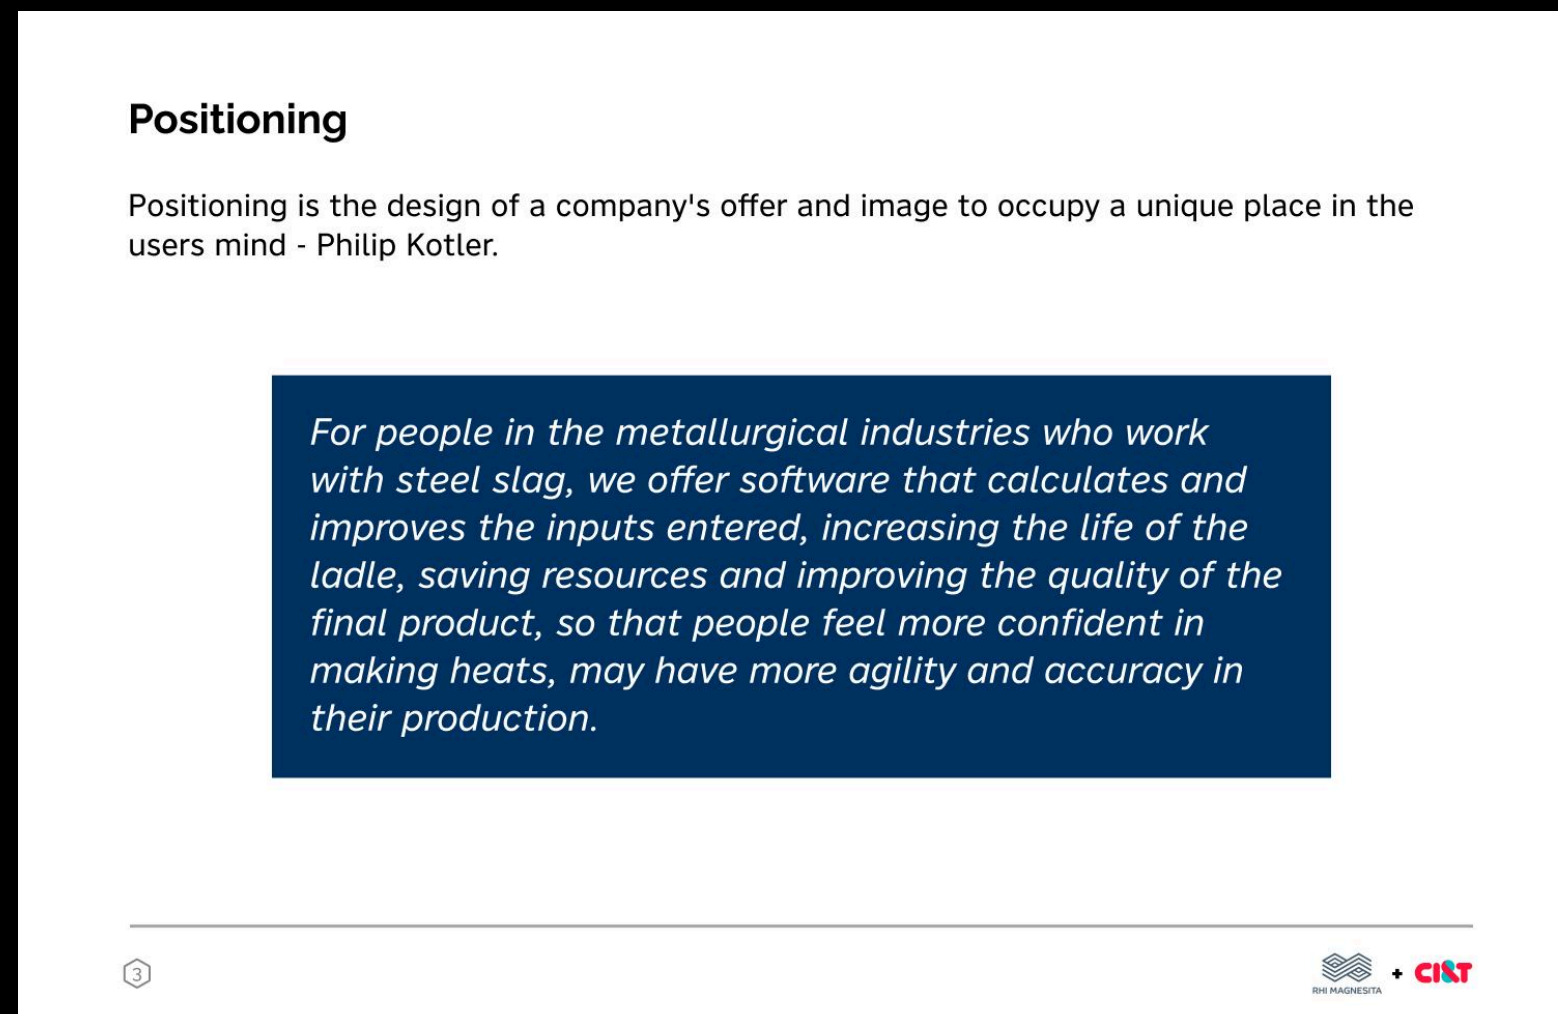 Positioning
Positioning is the design of a company's offer and image to occupy a unique place in the
users mind - Philip Kotler.
For people in the metallurgical industries who work
with steel slag, we offer software that calculates and
improves the inputs entered, increasing the life of the
ladle, saving resources and improving the quality of the
final product, so that people feel more confident in
making heats, may have more agility and accuracy in
their production.
3
RHI MAGNESITA
+ CI&T